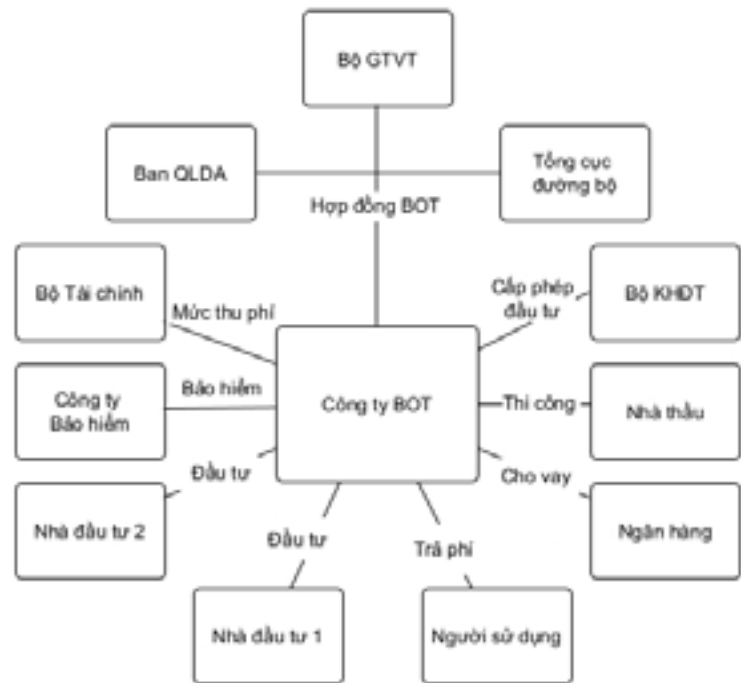 Bộ GTVT
Ban QLDA
Tổng cục
đường bộ
Hợp đồng BOT
Bộ Tài chính
Mức thu phí
Cấp phép
đầu tư
Bộ KHĐT
Công ty
Bảo hiểm
Bảo hiểm
Công ty BOT
Thi công
Nhà thầu
Nhà đầu tư 2
Đầu tư
Cho vay
Ngân hàng
Đầu tư
Trả phí
Nhà đầu tư 1
Người sử dụng